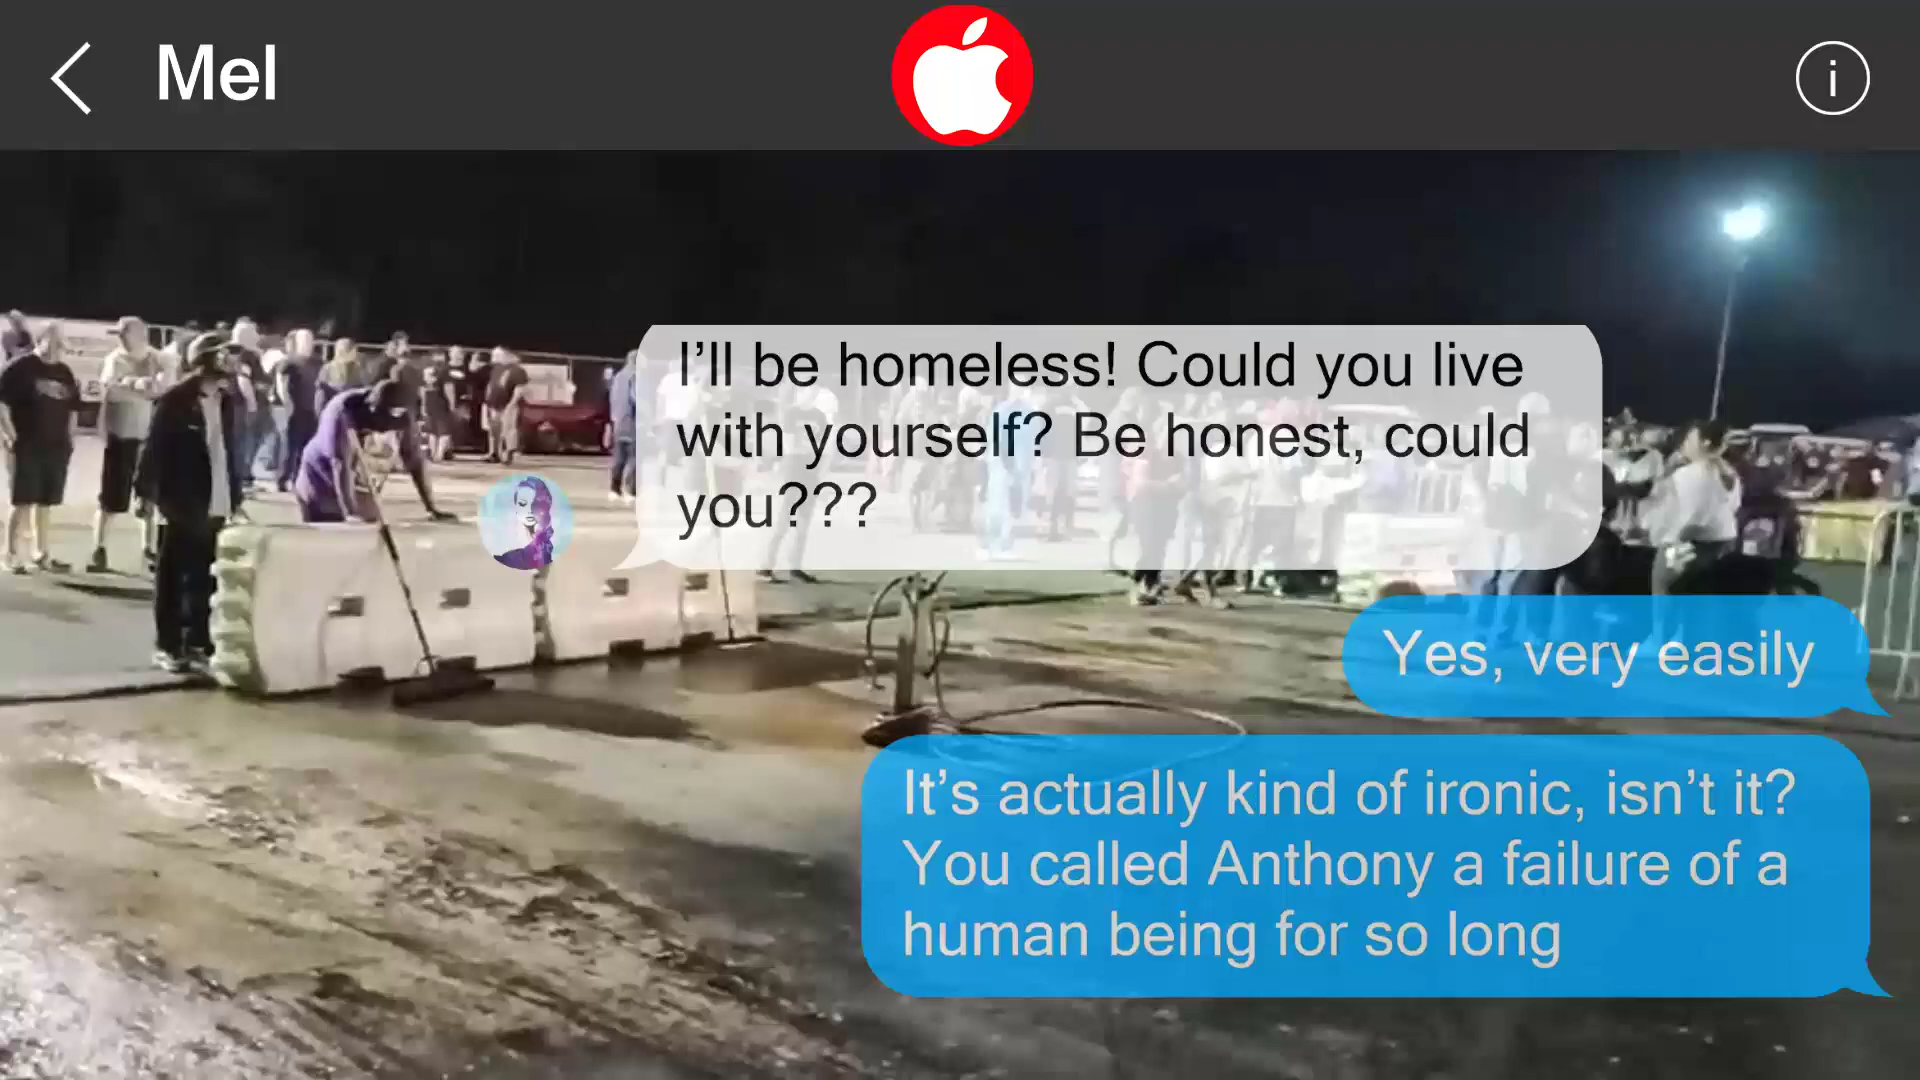 Mel
I’ll be homeless! Could you live
with yourself? Be honest, could
you???
Yes, very easily
It’s actually kind of ironic, isn’t it?
You called Anthony a failure of a
human being for so long